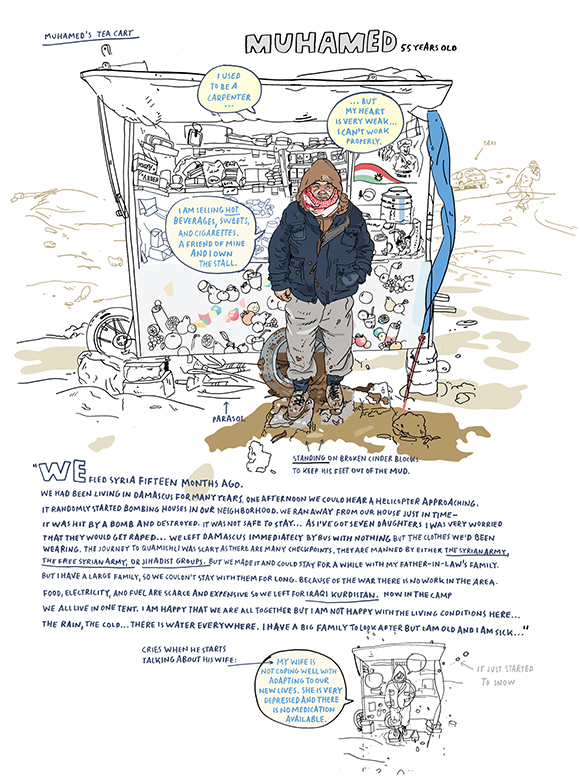 MUHAMED'S TEA CART
MUHAMED 55 YEARS OLD
I USED
TO BE A
CARPENTER
...
... BUT
MY HEART
IS VERY WEAK...
I CAN'T WORK
PROPERLY.
TAXI
I AM SELLING HOT
BEVERAGES, SWEETS,
AND CIGARETTES.
A FRIEND OF MINE
AND I OWN
THE STALL.
PARASOL
STANDING ON BROKEN CINDER BLOCKS
TO KEEP HIS FEET OUT OF THE MUD.
"WE FLED SYRIA FIFTEEN MONTHS AGO.
WE HAD BEEN LIVING IN DAMASCUS FOR MANY YEARS. ONE AFTERNOON WE COULD HEAR A HELICOPTER APPROACHING.
IT RANDOMLY STARTED BOMBING HOUSES IN OUR NEIGHBORHOOD. WE RAN AWAY FROM OUR HOUSE JUST IN TIME-
IT WAS HIT BY A BOMB AND DESTROYED. IT WAS NOT SAFE TO STAY... AS I'VE GOT SEVEN DAUGHTERS I WAS VERY WORRIED
THAT THEY WOULD GET RAPED... WE LEFT DAMASCUS IMMEDIATELY BY BUS WITH NOTHING BUT THE CLOTHES WE'D BEEN
WEARING. THE JOURNEY TO QUAMICHLI WAS SCARY AS THERE ARE MANY CHECKPOINTS. THEY ARE MANNED BY EITHER THE SYRIAN ARMY,
THE FREE SYRIAN ARMY, OR JIHADIST GROUPS. BUT WE MADE IT AND COULD STAY FOR A WHILE WITH MY FATHER-IN-LAW'S FAMILY.
BUT I HAVE A LARGE FAMILY, SO WE COULDN'T STAY WITH THEM FOR LONG. BECAUSE OF THE WAR THERE IS NO WORK IN THE AREA.
FOOD, ELECTRICITY, AND FUEL ARE SCARCE AND EXPENSIVE SO WE LEFT FOR IRAQI KURDISTAN. NOW IN THE CAMP
WE ALL LIVE IN ONE TENT. I AM HAPPY THAT WE ARE ALL TOGETHER BUT I AM NOT HAPPY WITH THE LIVING CONDITIONS HERE...
THE RAIN, THE COLD... THERE IS WATER EVERYWHERE. I HAVE A BIG FAMILY TO LOOK AFTER BUT I AM OLD AND I AM SICK..."
CRIES WHEN HE STARTS
TALKING ABOUT HIS WIFE:
MY WIFE IS
NOT COPING WELL WITH
ADAPTING TO OUR
NEW LIVES. SHE IS VERY
DEPRESSED AND THERE
IS NO MEDICATION
AVAILABLE.
IT JUST STARTED
TO SNOW